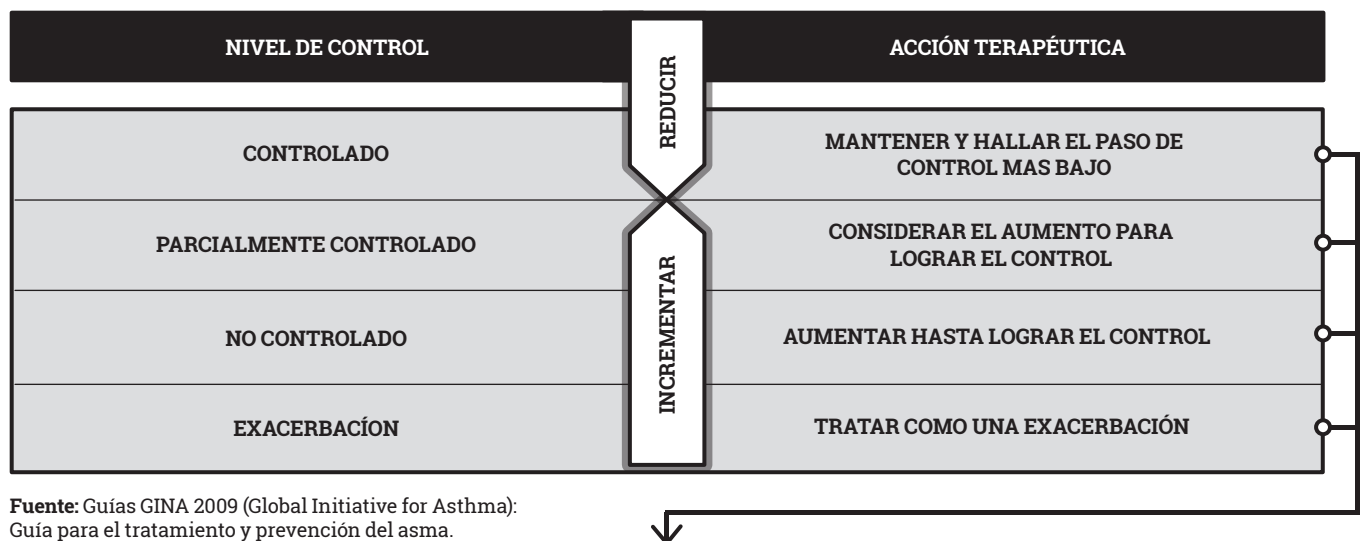 NIVEL DE CONTROL
REDUCIR
ACCIÓN TERAPÉUTICA
CONTROLADO
MANTENER Y HALLAR EL PASO DE
CONTROL MAS BAJO
PARCIALMENTE CONTROLADO
CONSIDERAR EL AUMENTO PARA
LOGRAR EL CONTROL
INCREMENTAR
NO CONTROLADO
AUMENTAR HASTA LOGRAR EL CONTROL
EXACERBACÍON
TRATAR COMO UNA EXACERBACIÓN
Fuente: Guías GINA 2009 (Global Initiative for Asthma):
Guía para el tratamiento y prevención del asma.